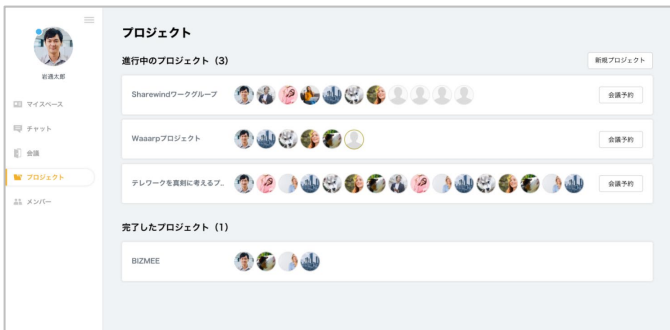 岩通太郎
マイスペース
チャット
会議
プロジェクト
メンバー
プロジェクト
進行中のプロジェクト（3）
新規プロジェクト
Sharewindワークグループ
会議予約
Waaarpプロジェクト
会議予約
テレワークを真剣に考えるプ…
会議予約
完了したプロジェクト（1）
BIZMEE